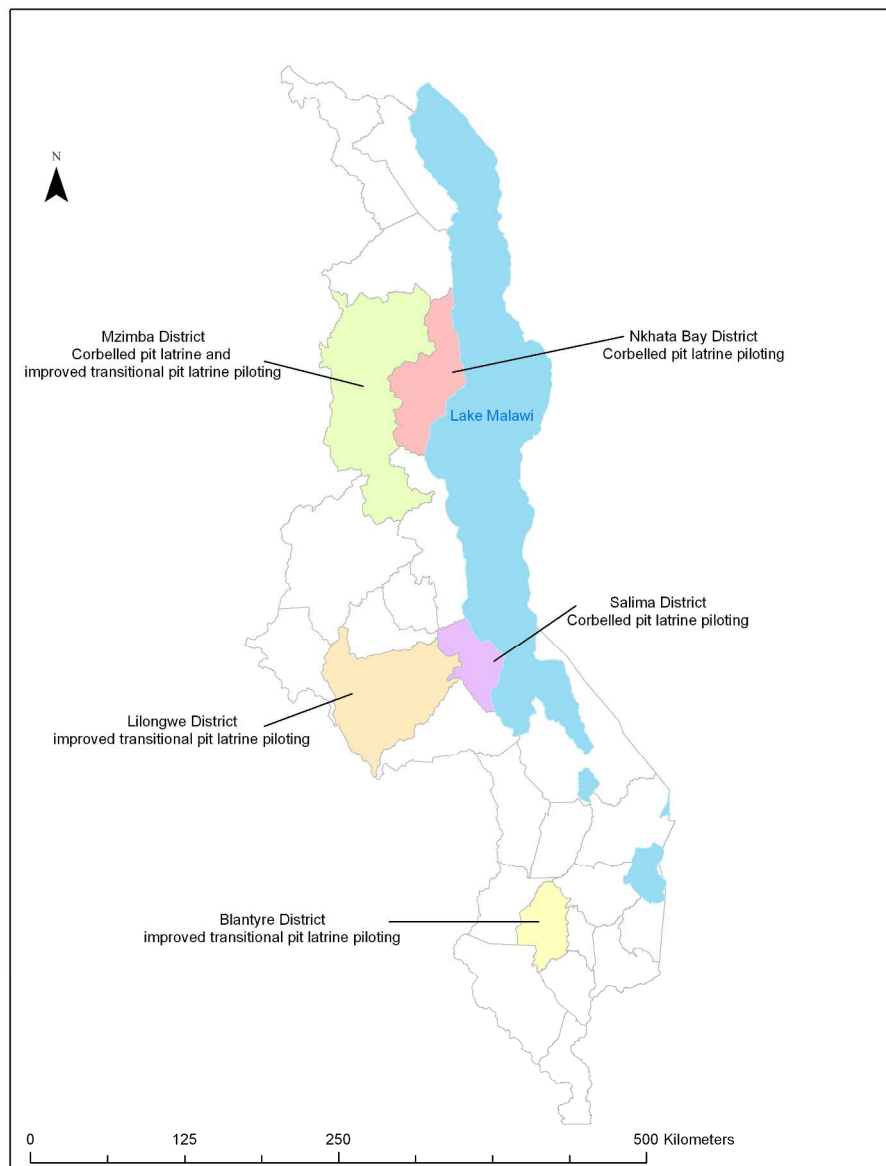 N
Mzimba District
Corbelled pit latrine and
improved transitional pit latrine piloting
Nkhata Bay District
Corbelled pit latrine piloting
Lake Malawi
Salima District
Corbelled pit latrine piloting
Lilongwe District
improved transitional pit latrine piloting
Blantyre District
improved transitional pit latrine piloting
0 125 250 500 Kilometers